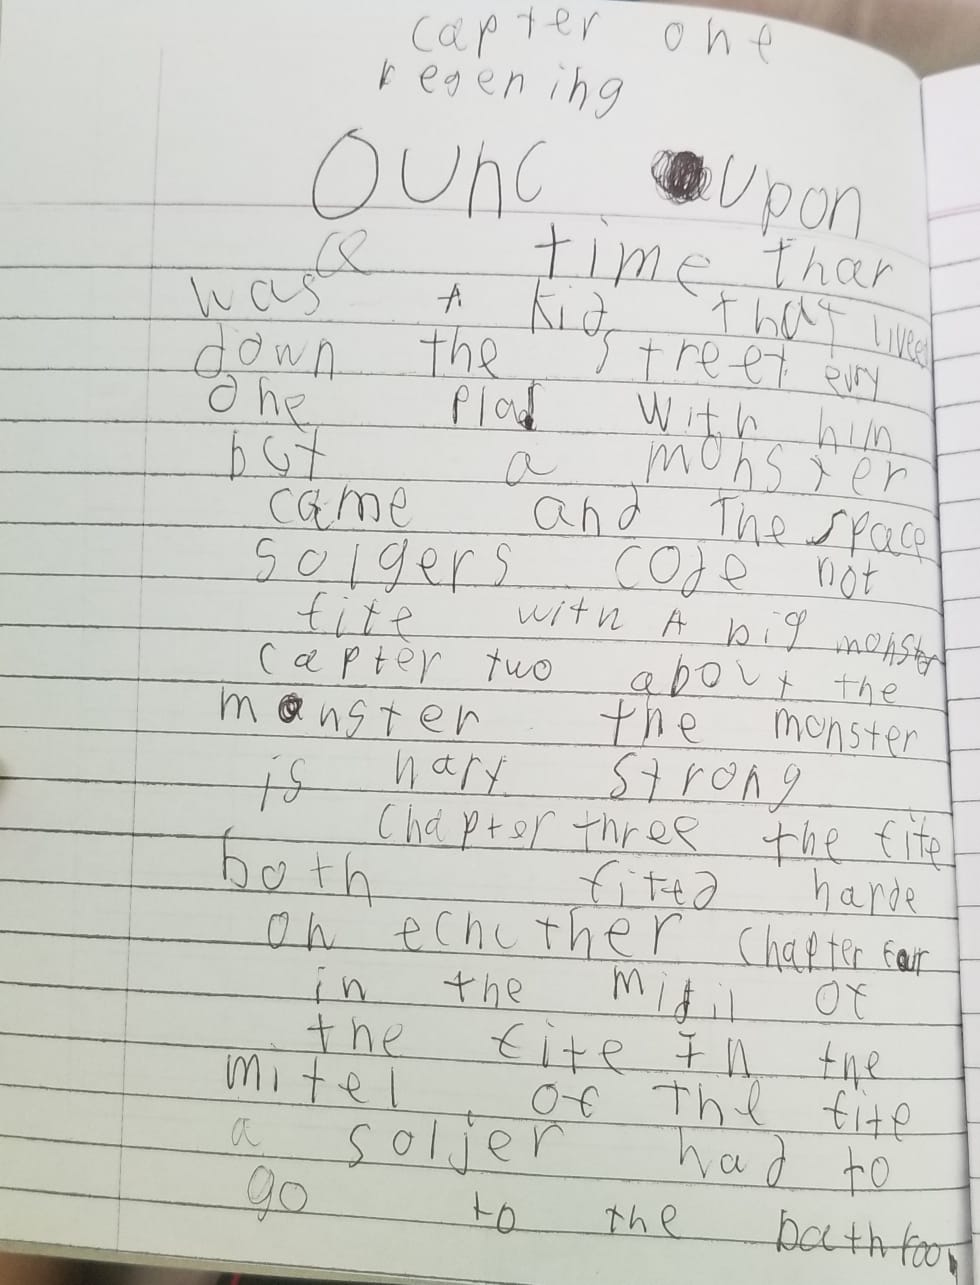 capter one
begening
Ounc upon
a time thar
was A kid that lived
down the street evry
one plad with him
but a monster
came and The space
solgers code not
fite with A big monster
capter two about the
monster the monster
is hary strong
Chapter three the fite
both fited harde
on echuther Chapter four
in the midil of
the fite In the
mitel of The fite
a soljer had to
go to the bathroo